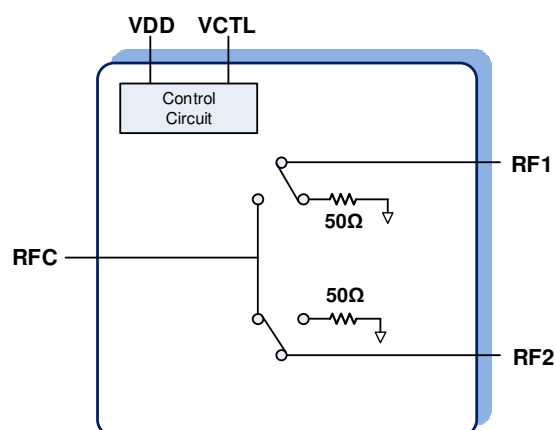 VDD VCTL
Control
Circuit
RF1
50Ω
RFC
50Ω
RF2